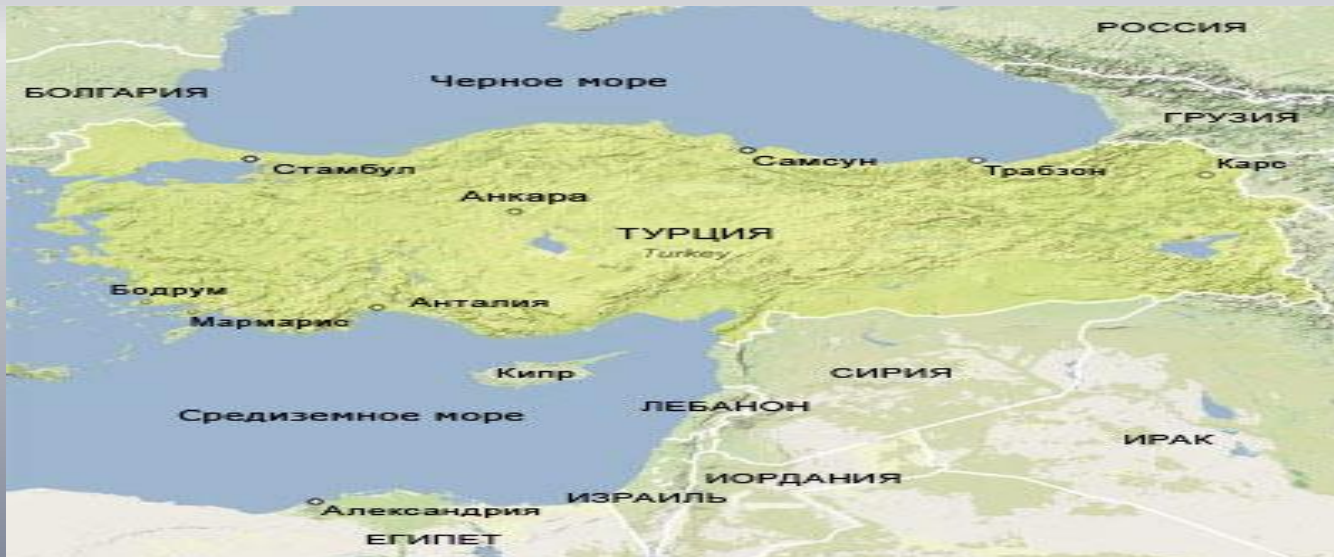 РОССИЯ
Черное море
БОЛГАРИЯ
ГРУЗИЯ
Стамбул
Самсун
Трабзон
Карс
Анкара
ТУРЦИЯ
Turkey
Бодрум
Анталия
Мармарис
Кипр
СИРИЯ
ЛЕБАНОН
Средиземное море
ИРАК
ИОРДАНИЯ
ИЗРАИЛЬ
Александрия
ЕГИПЕТ